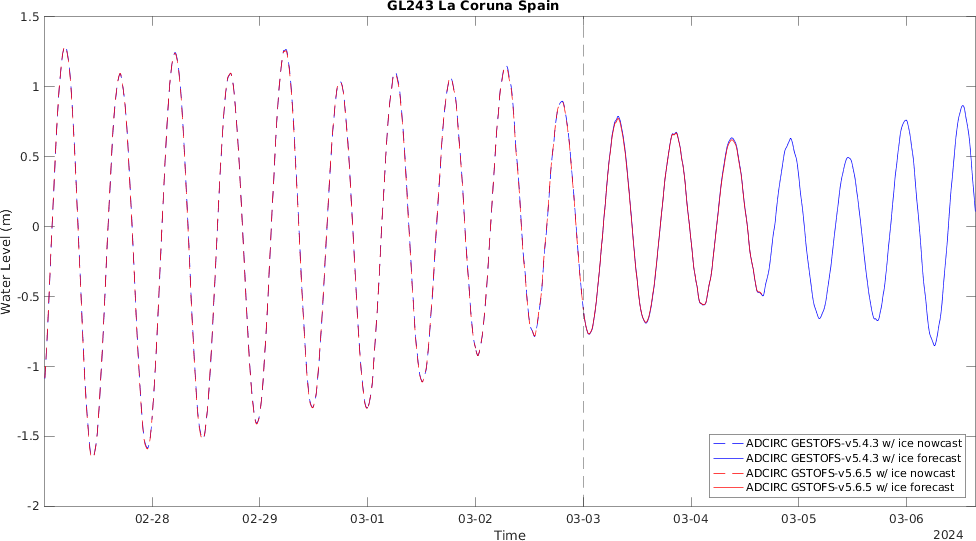 GL243 La Coruna Spain
1.5
1
0.5
0
-0.5
-1
-1.5
-2
Water Level (m)
02-28
02-29
03-01
03-02
03-03
03-04
03-05
03-06
Time
2024
ADCIRC GESTOFS-v5.4.3 w/ ice nowcast
ADCIRC GESTOFS-v5.4.3 w/ ice forecast
ADCIRC GSTOFS-v5.6.5 w/ ice nowcast
ADCIRC GSTOFS-v5.6.5 w/ ice forecast